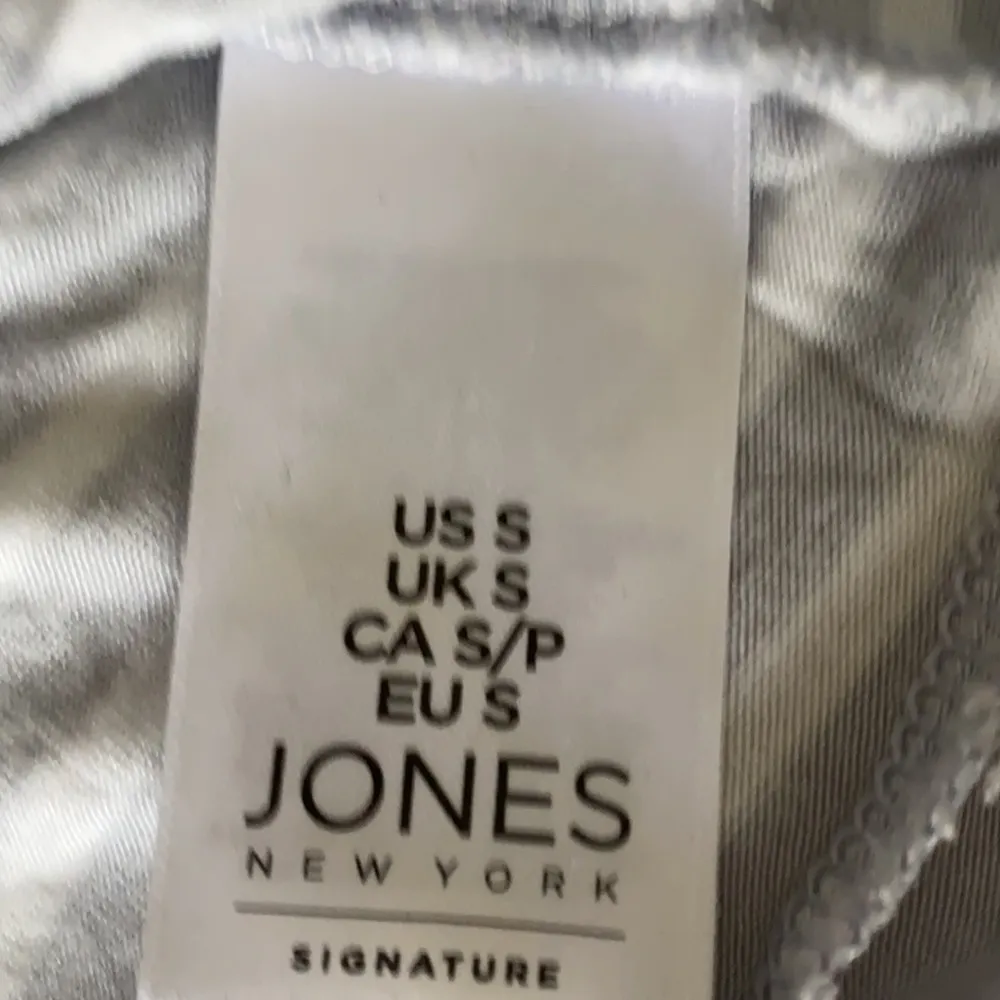 US S
UK S
CA S/P
EU S
JONES
NEW YORK
SIGNATURE